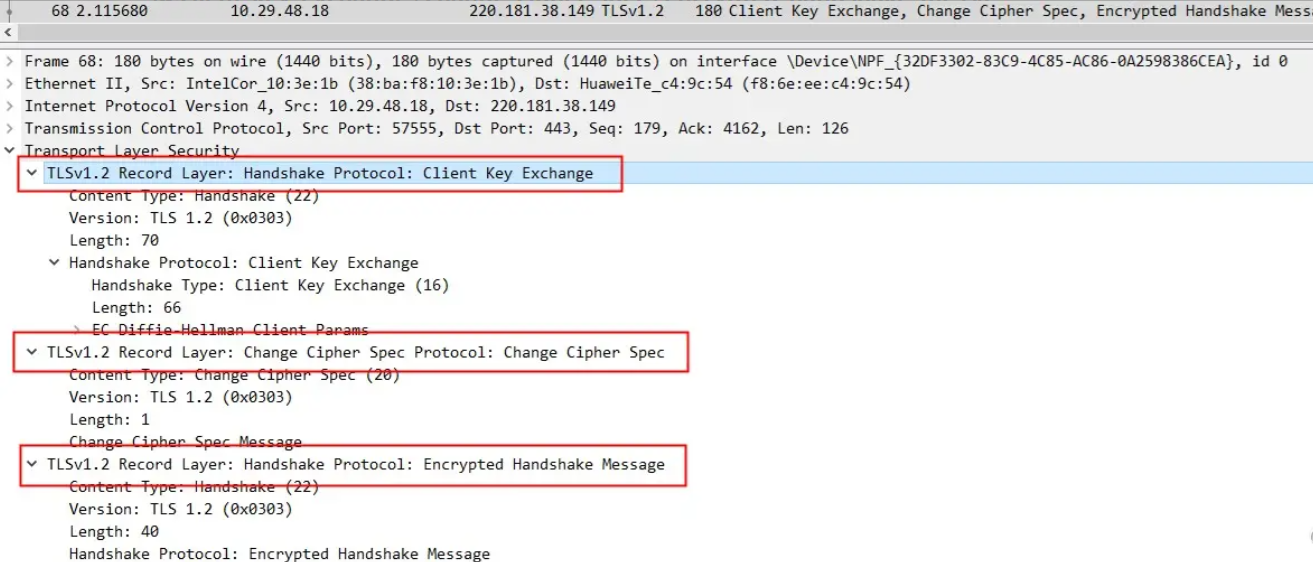 68 2.115680 10.29.48.18 220.181.38.149 TLSv1.2 180 Client Key Exchange, Change Cipher Spec, Encrypted Handshake Mess
Frame 68: 180 bytes on wire (1440 bits), 180 bytes captured (1440 bits) on interface \Device\NPF_{32DF3302-83C9-4C85-AC86-0A2598386CEA}, id 0
Ethernet II, Src: IntelCor_10:3e:1b (38:ba:f8:10:3e:1b), Dst: HuaweiTe_c4:9c:54 (f8:6e:ee:c4:9c:54)
Internet Protocol Version 4, Src: 10.29.48.18, Dst: 220.181.38.149
Transmission Control Protocol, Src Port: 57555, Dst Port: 443, Seq: 179, Ack: 4162, Len: 126
Transport Layer Security
TLSv1.2 Record Layer: Handshake Protocol: Client Key Exchange
Content Type: Handshake (22)
Version: TLS 1.2 (0x0303)
Length: 70
Handshake Protocol: Client Key Exchange
Handshake Type: Client Key Exchange (16)
Length: 66
EC Diffie-Hellman Client Params
TLSv1.2 Record Layer: Change Cipher Spec Protocol: Change Cipher Spec
Content Type: Change Cipher Spec (20)
Version: TLS 1.2 (0x0303)
Length: 1
Change Cipher Spec Message
TLSv1.2 Record Layer: Handshake Protocol: Encrypted Handshake Message
Content Type: Handshake (22)
Version: TLS 1.2 (0x0303)
Length: 40
Handshake Protocol: Encrypted Handshake Message